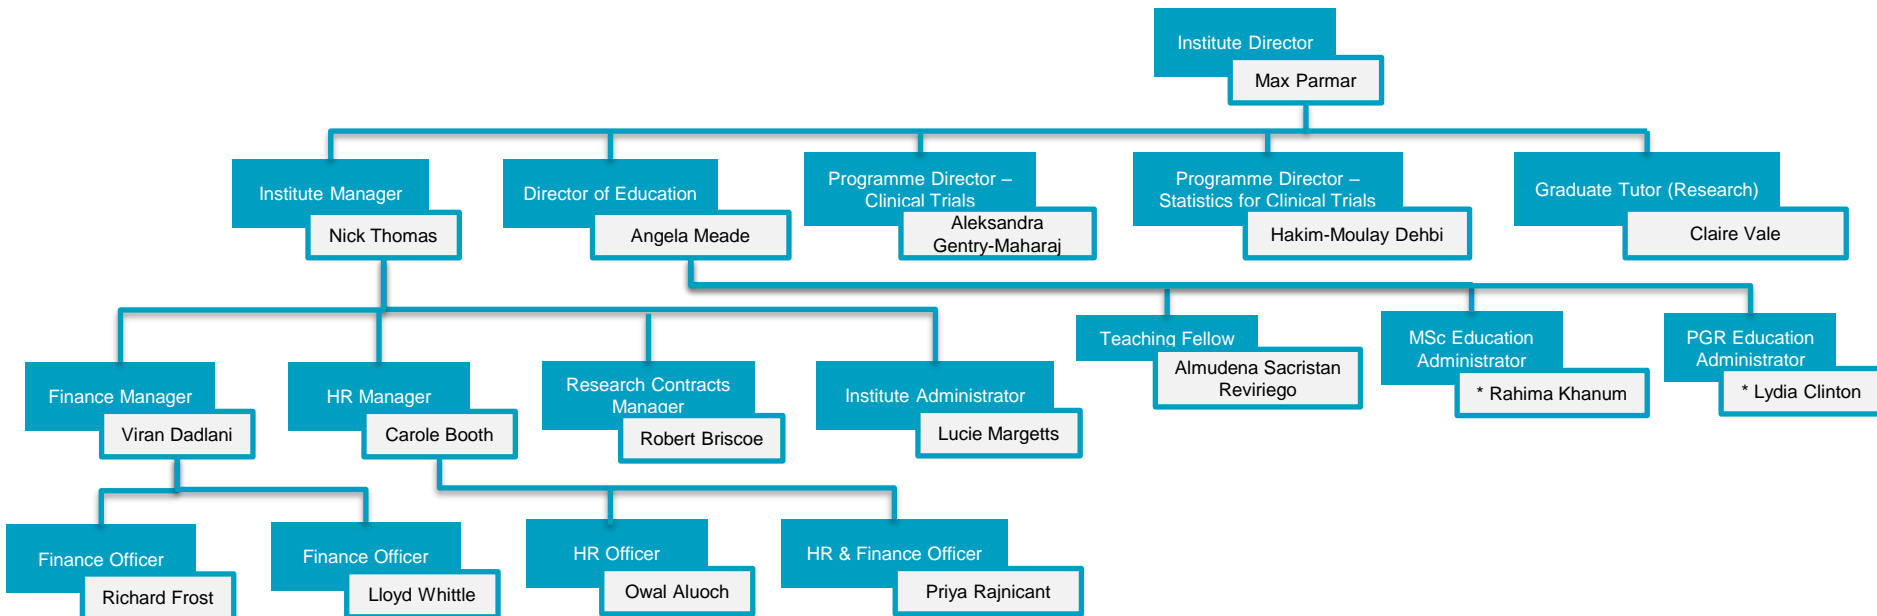 Institute Director
Max Parmar
Institute Manager
Nick Thomas
Director of Education
Angela Meade
Programme Director –
Clinical Trials
Aleksandra
Gentry-Maharaj
Programme Director –
Statistics for Clinical Trials
Hakim-Moulay Dehbi
Graduate Tutor (Research)
Claire Vale
Finance Manager
Viran Dadlani
HR Manager
Carole Booth
Research Contracts
Manager
Robert Briscoe
Institute Administrator
Lucie Margetts
Teaching Fellow
Almudena Sacristan
Reviriego
MSc Education
Administrator
* Rahima Khanum
PGR Education
Administrator
* Lydia Clinton
Finance Officer
Richard Frost
Finance Officer
Lloyd Whittle
HR Officer
Owal Aluoch
HR & Finance Officer
Priya Rajnicant